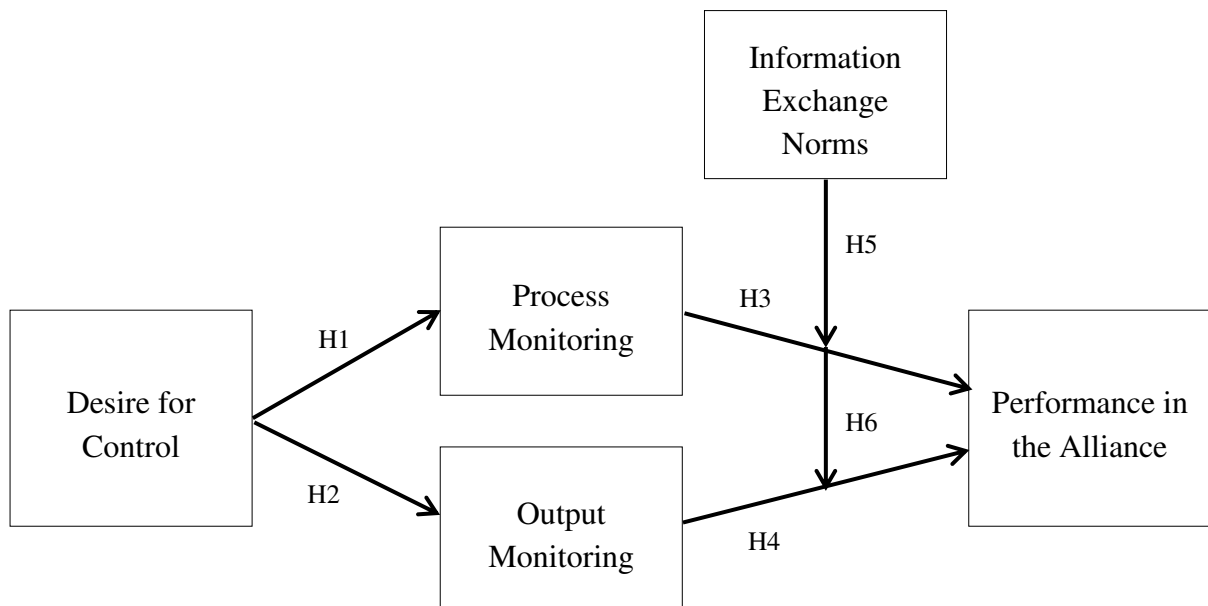 Information
Exchange
Norms
H5
Process
Monitoring
H3
H1
Desire for
Control
Performance in
the Alliance
H6
H2
Output
Monitoring
H4